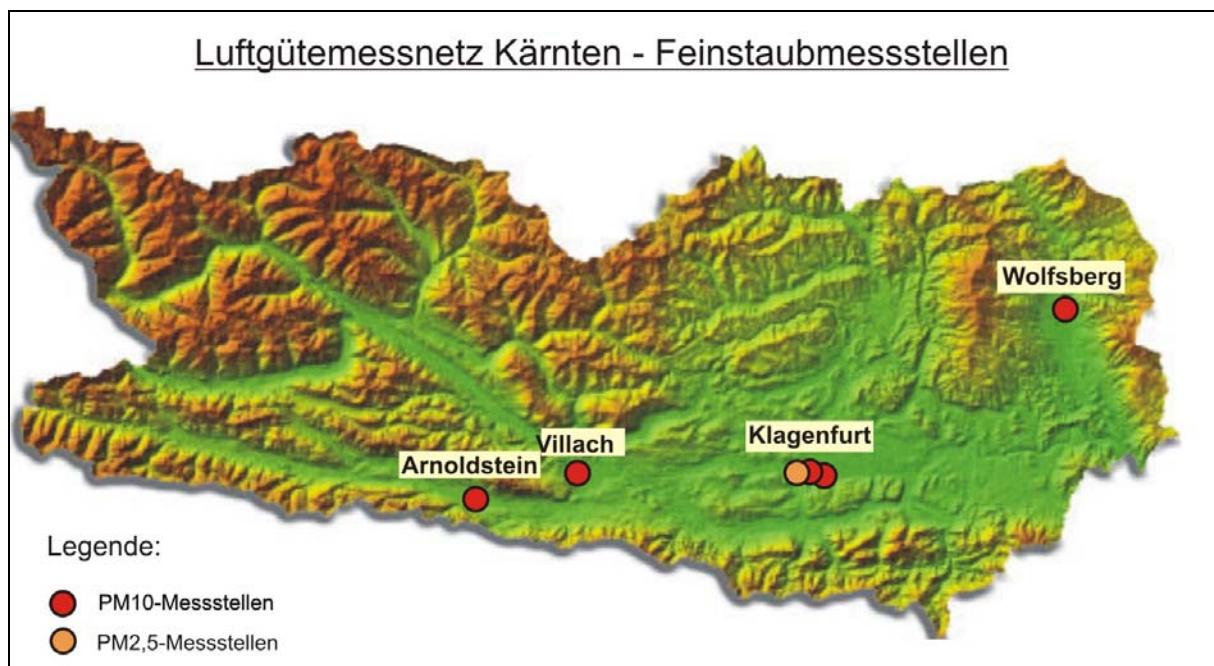 Luftgütemessnetz Kärnten - Feinstaubmessstellen
Wolfsberg
Klagenfurt
Villach
Arnoldstein
Legende:
PM10-Messstellen
PM2,5-Messstellen